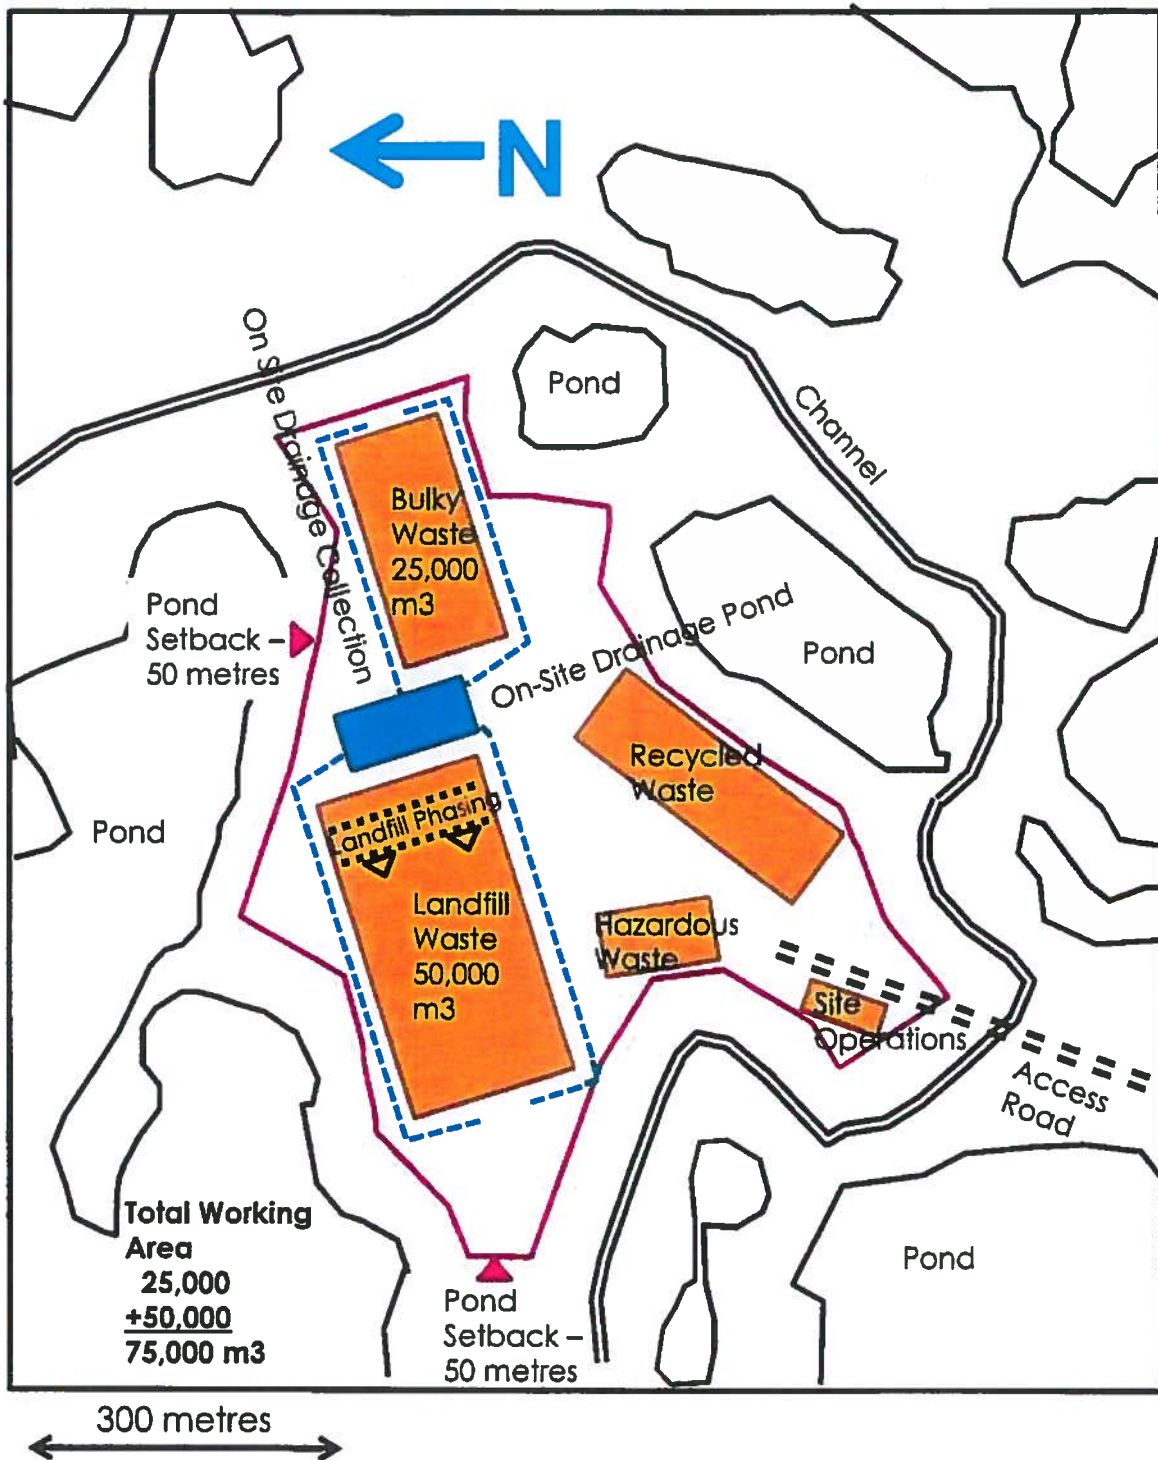 N
On Site Drainage Collection
Pond
Channel
Bulky
Waste
25,000
m3
Pond
Setback –
50 metres
On-Site Drainage Pond
Pond
Recycled
Waste
Landfill Phasing
Pond
Landfill
Waste
50,000
m3
Hazardous
Waste
Site
Operations
Access
Road
Total Working
Area
25,000
+50,000
75,000 m3
Pond
Pond
Setback –
50 metres
300 metres